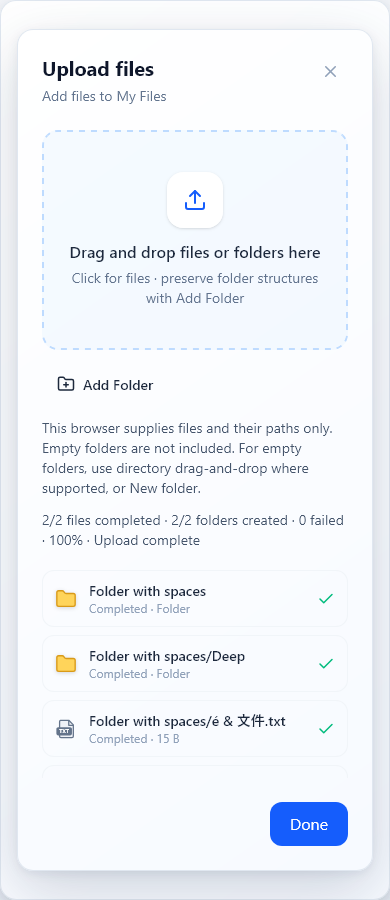 Upload files
Add files to My Files
Drag and drop files or folders here
Click for files · preserve folder structures
with Add Folder
Add Folder
This browser supplies files and their paths only.
Empty folders are not included. For empty
folders, use directory drag-and-drop where
supported, or New folder.
2/2 files completed · 2/2 folders created · 0 failed
· 100% · Upload complete
Folder with spaces
Completed · Folder
Folder with spaces/Deep
Completed · Folder
TXT
Folder with spaces/é & 文件.txt
Completed · 15 B
Done